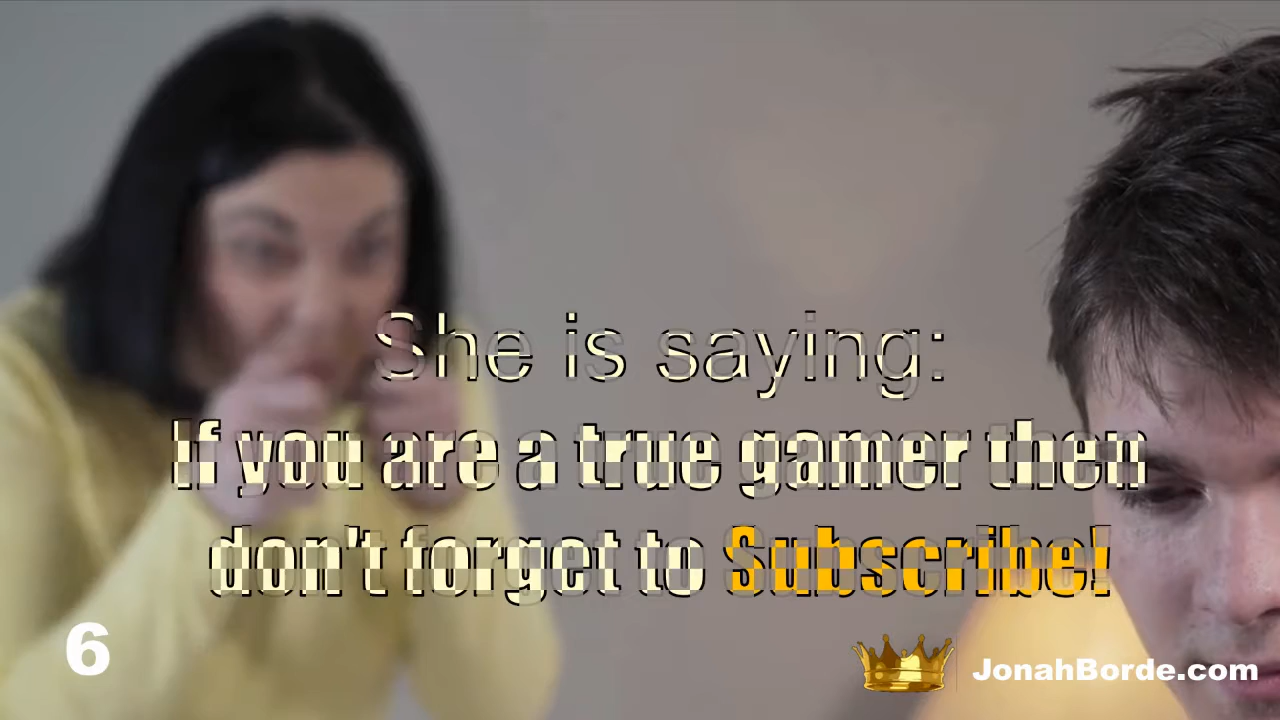 She is saying:
If you are a true gamer then
don't forget to Subscribe!
6
JonahBorde.com